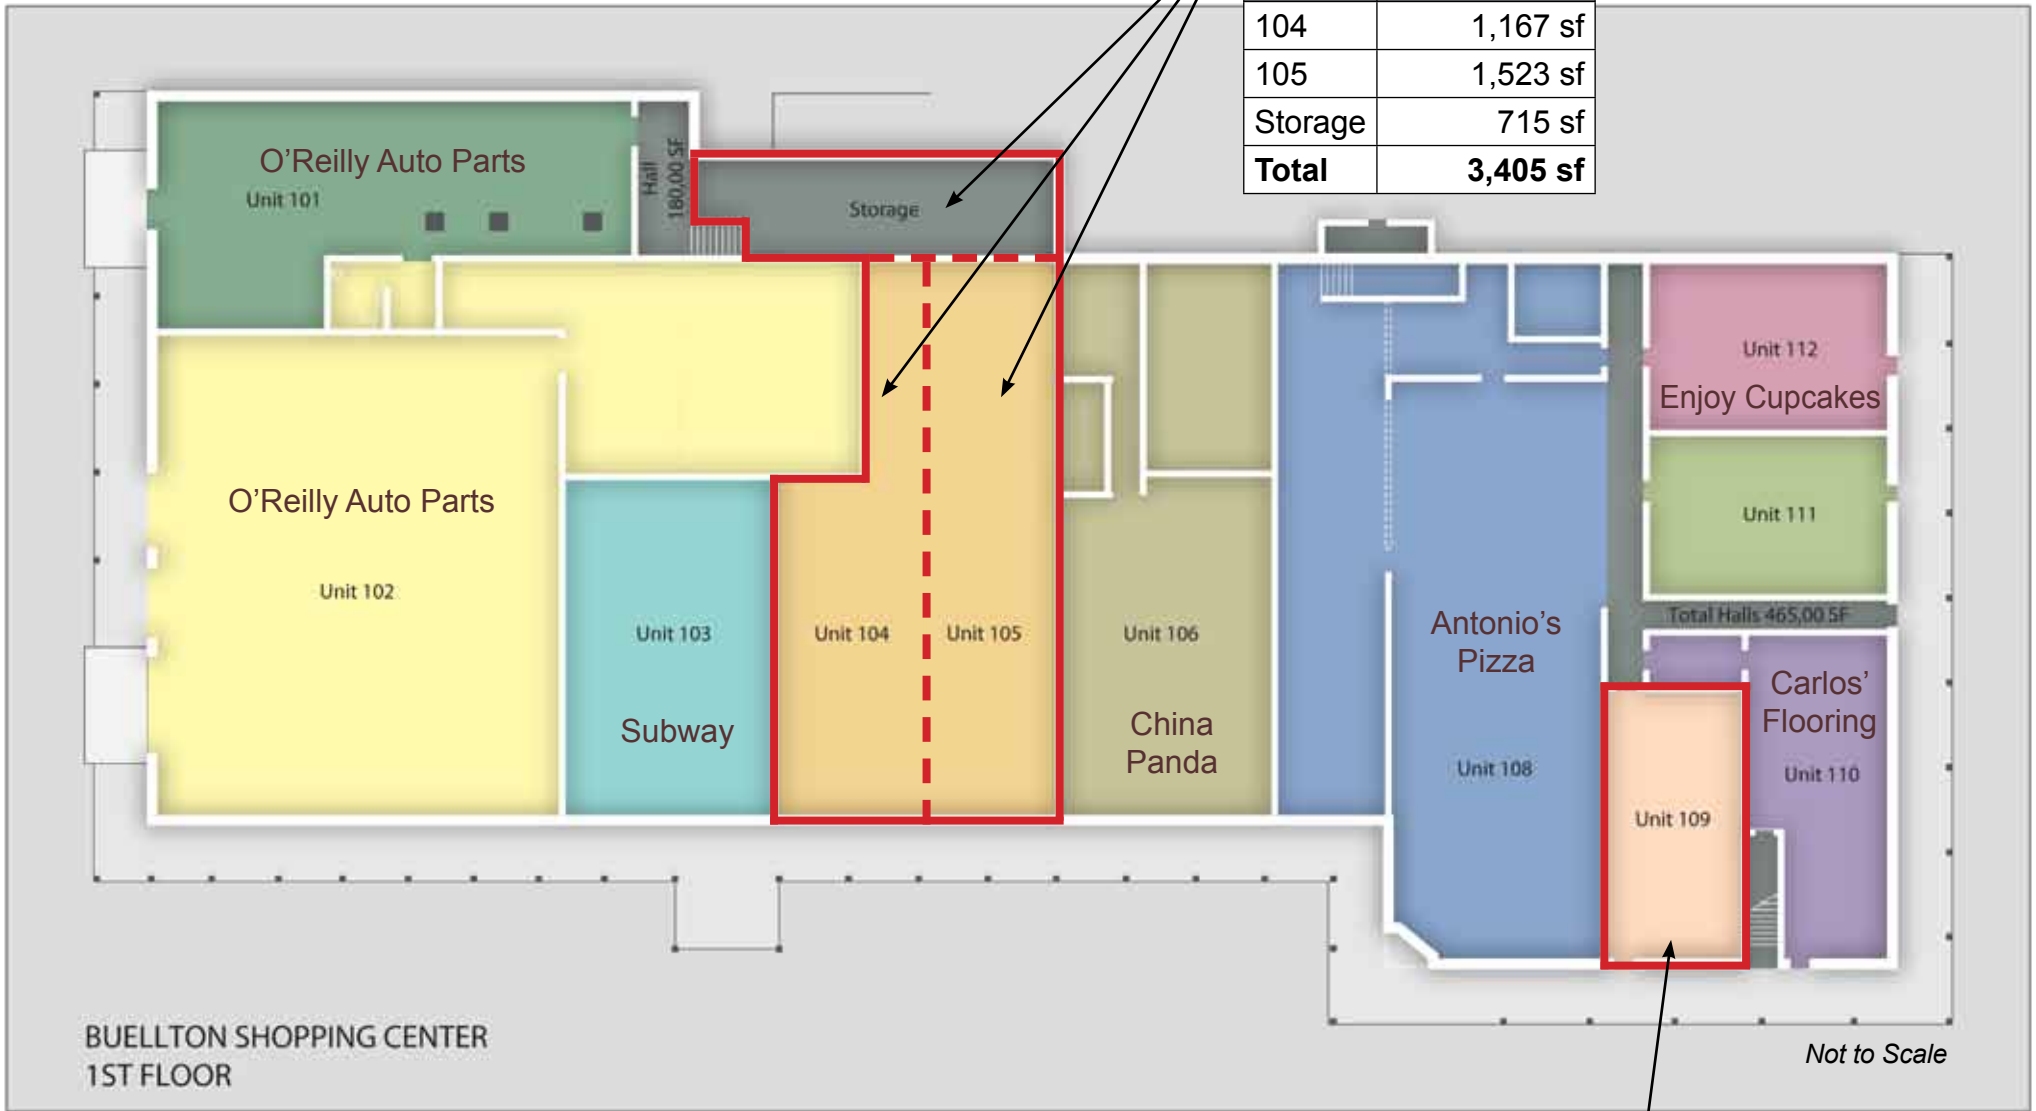 104 1,167 sf
105 1,523 sf
Storage 715 sf
Total 3,405 sf
O'Reilly Auto Parts
Unit 101
Hall
180,00 SF
Storage
Unit 112
Enjoy Cupcakes
O'Reilly Auto Parts
Unit 102
Unit 103
Subway
Unit 104
Unit 105
Unit 106
China
Panda
Antonio's
Pizza
Unit 108
Unit 111
Total Halls 465,00 SF
Carlos'
Flooring
Unit 110
Unit 109
BUELLTON SHOPPING CENTER
1ST FLOOR
Not to Scale